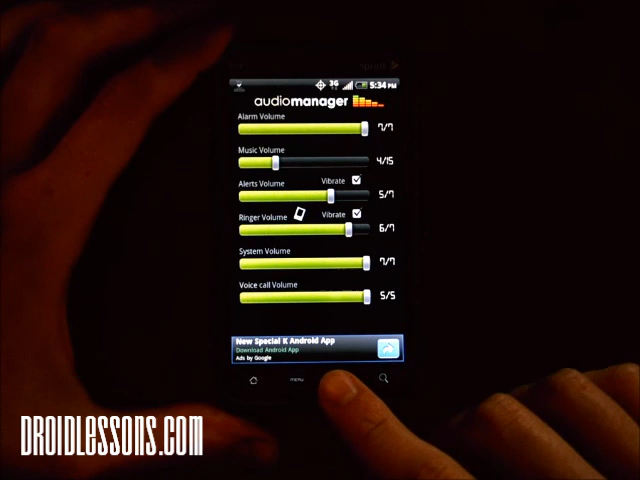 3G 5:34 PM
audiomanager
Alarm Volume
7/7
Music Volume
4/15
Alerts Volume Vibrate
5/7
Ringer Volume Vibrate
6/7
System Volume
7/7
Voice call Volume
5/5
New Special K Android App
Download Android App
Ads by Google
MENU
DROIDLESSONS.COM